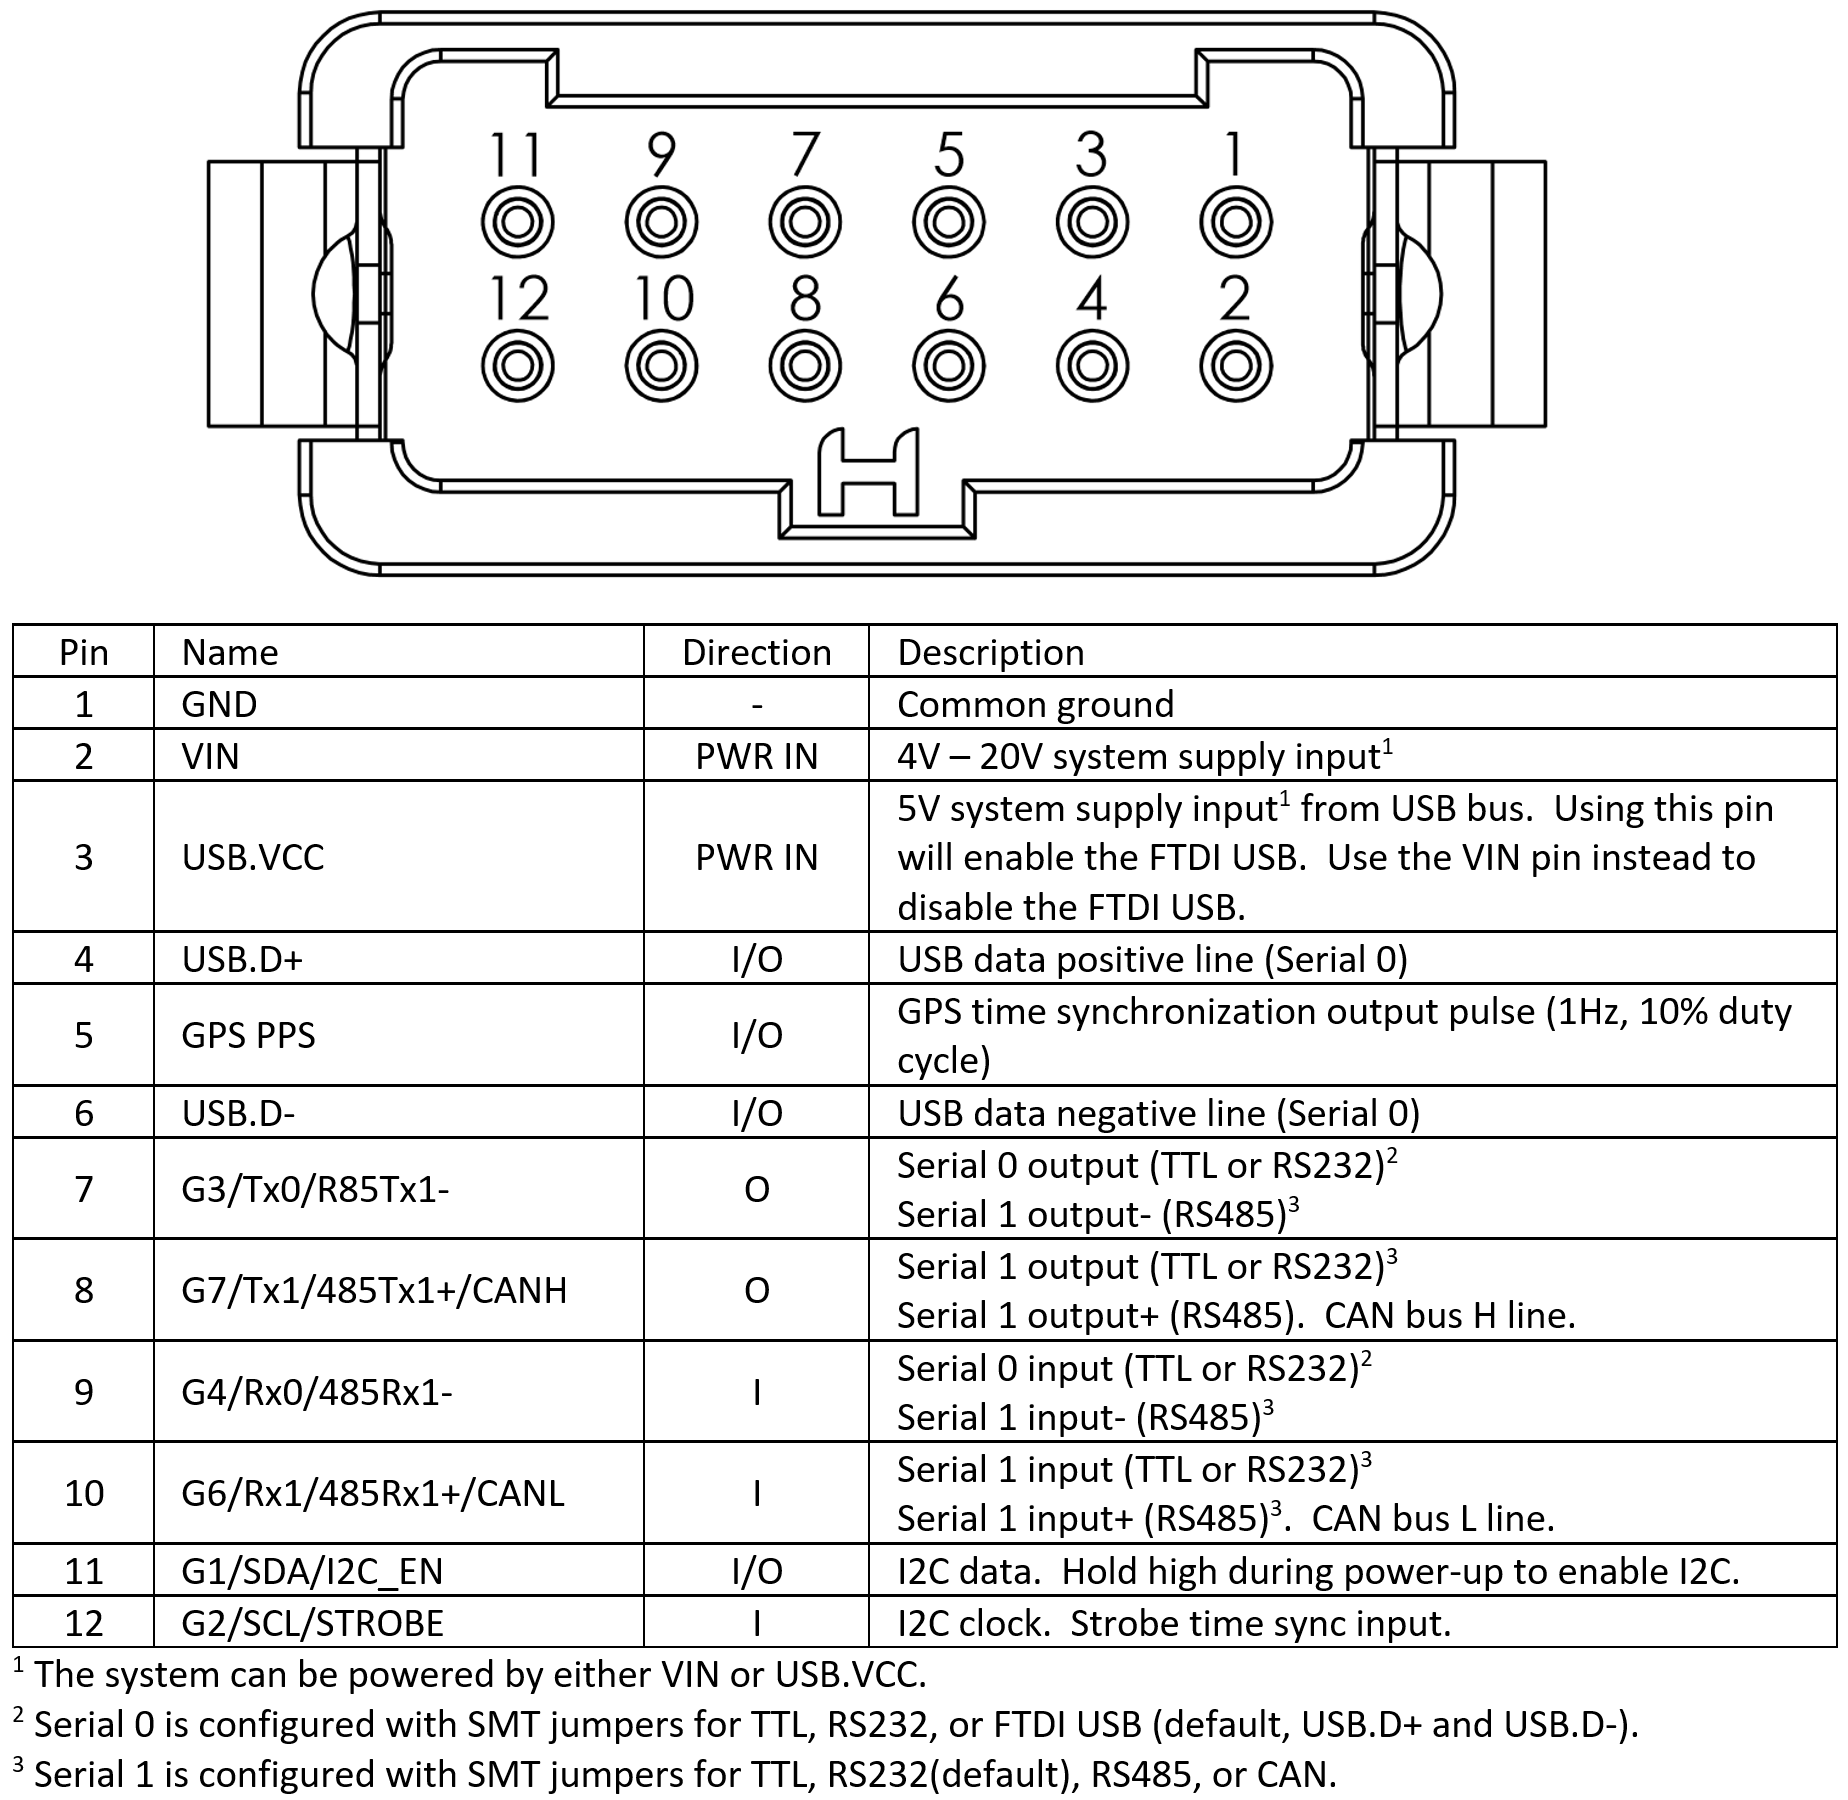 11 9 7 5 3 1
12 10 8 6 4 2
H
Pin Name Direction Description
1 GND - Common ground
2 VIN PWR IN 4V – 20V system supply input¹
3 USB.VCC PWR IN 5V system supply input¹ from USB bus.  Using this pin
will enable the FTDI USB.  Use the VIN pin instead to
disable the FTDI USB.
4 USB.D+ I/O USB data positive line (Serial 0)
5 GPS PPS I/O GPS time synchronization output pulse (1Hz, 10% duty
cycle)
6 USB.D- I/O USB data negative line (Serial 0)
7 G3/Tx0/R85Tx1- O Serial 0 output (TTL or RS232)²
Serial 1 output- (RS485)³
8 G7/Tx1/485Tx1+/CANH O Serial 1 output (TTL or RS232)³
Serial 1 output+ (RS485).  CAN bus H line.
9 G4/Rx0/485Rx1- I Serial 0 input (TTL or RS232)²
Serial 1 input- (RS485)³
10 G6/Rx1/485Rx1+/CANL I Serial 1 input (TTL or RS232)³
Serial 1 input+ (RS485)³.  CAN bus L line.
11 G1/SDA/I2C_EN I/O I2C data.  Hold high during power-up to enable I2C.
12 G2/SCL/STROBE I I2C clock.  Strobe time sync input.
¹ The system can be powered by either VIN or USB.VCC.
² Serial 0 is configured with SMT jumpers for TTL, RS232, or FTDI USB (default, USB.D+ and USB.D-).
³ Serial 1 is configured with SMT jumpers for TTL, RS232(default), RS485, or CAN.